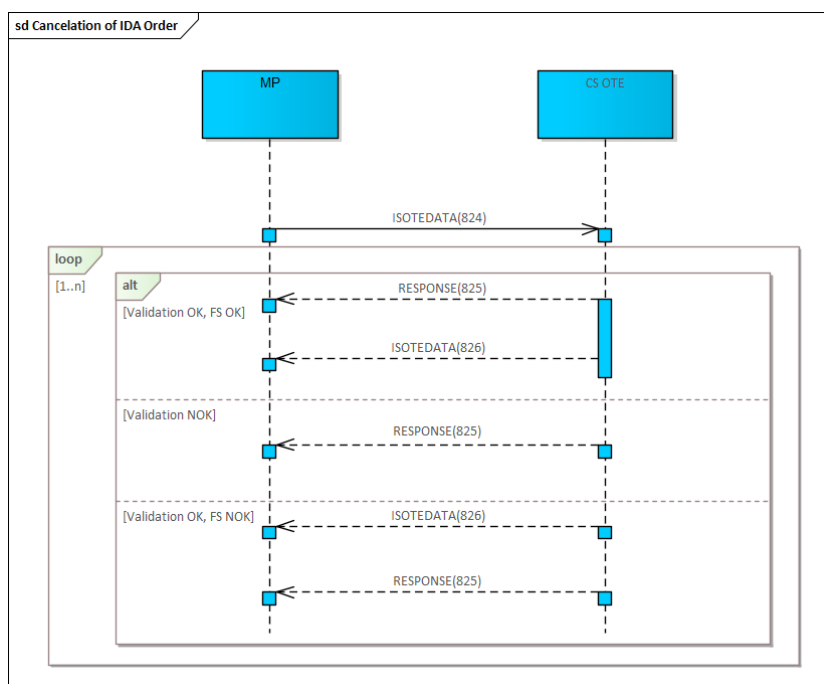 sd Cancelation of IDA Order
MP
CS OTE
ISOTEDATA(824)
loop
[1..n]
alt
RESPONSE(825)
[Validation OK, FS OK]
ISOTEDATA(826)
[Validation NOK]
RESPONSE(825)
[Validation OK, FS NOK]
ISOTEDATA(826)
RESPONSE(825)